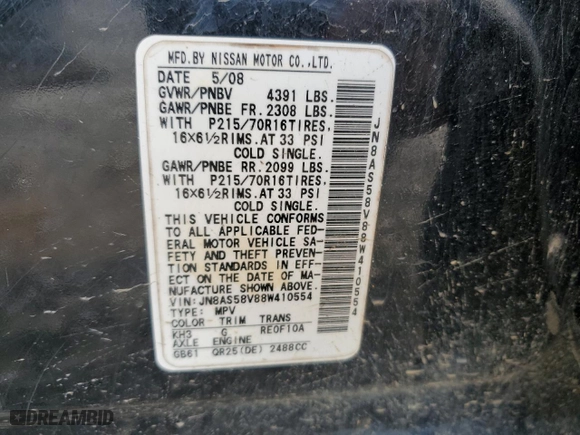 MFD.BY NISSAN MOTOR CO.,LTD.
DATE 5/08
GVWR/PNBV 4391 LBS.
GAWR/PNBE FR. 2308 LBS.
WITH P215/70R16TIRES,
16X6½RIMS.AT 33 PSI
COLD SINGLE.
GAWR/PNBE RR. 2099 LBS.
WITH P215/70R16TIRES,
16X6½RIMS.AT 33 PSI
COLD SINGLE.
THIS VEHICLE CONFORMS
TO ALL APPLICABLE FED-
ERAL MOTOR VEHICLE SA-
FETY AND THEFT PREVEN-
TION STANDARDS IN EFF-
ECT ON THE DATE OF MA-
NUFACTURE SHOWN ABOVE.
VIN:JN8AS58V88W410554
TYPE: MPV
COLOR TRIM TRANS
KH3 G RE0F10A
AXLE ENGINE
GB61 QR25(DE) 2488CC
JN8AS58V88W410554
DREAMBID